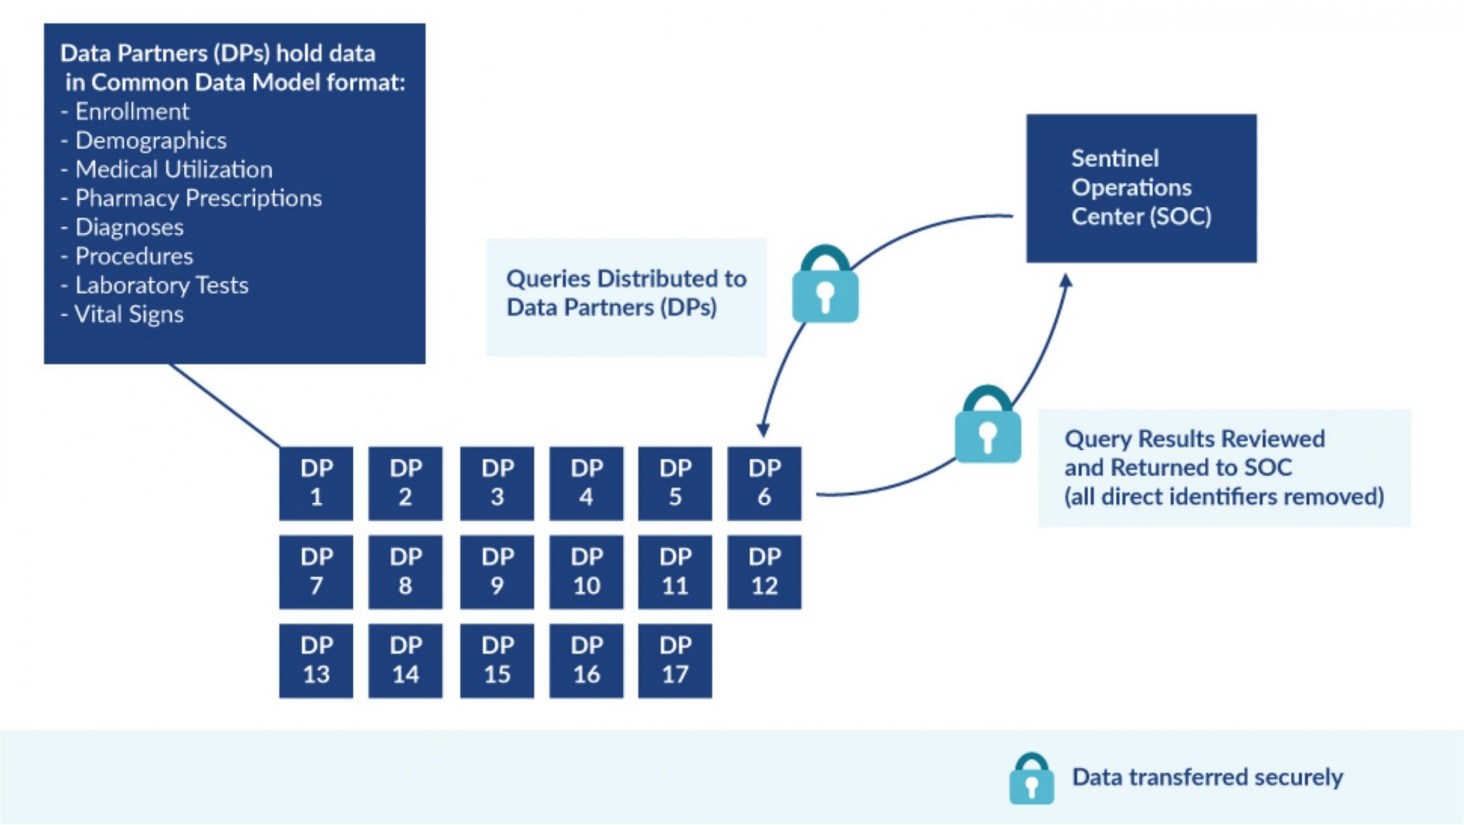 Data Partners (DPs) hold data
in Common Data Model format:
- Enrollment
- Demographics
- Medical Utilization
- Pharmacy Prescriptions
- Diagnoses
- Procedures
- Laboratory Tests
- Vital Signs
Sentinel
Operations
Center (SOC)
Queries Distributed to
Data Partners (DPs)
Query Results Reviewed
and Returned to SOC
(all direct identifiers removed)
DP
1
DP
2
DP
3
DP
4
DP
5
DP
6
DP
7
DP
8
DP
9
DP
10
DP
11
DP
12
DP
13
DP
14
DP
15
DP
16
DP
17
Data transferred securely